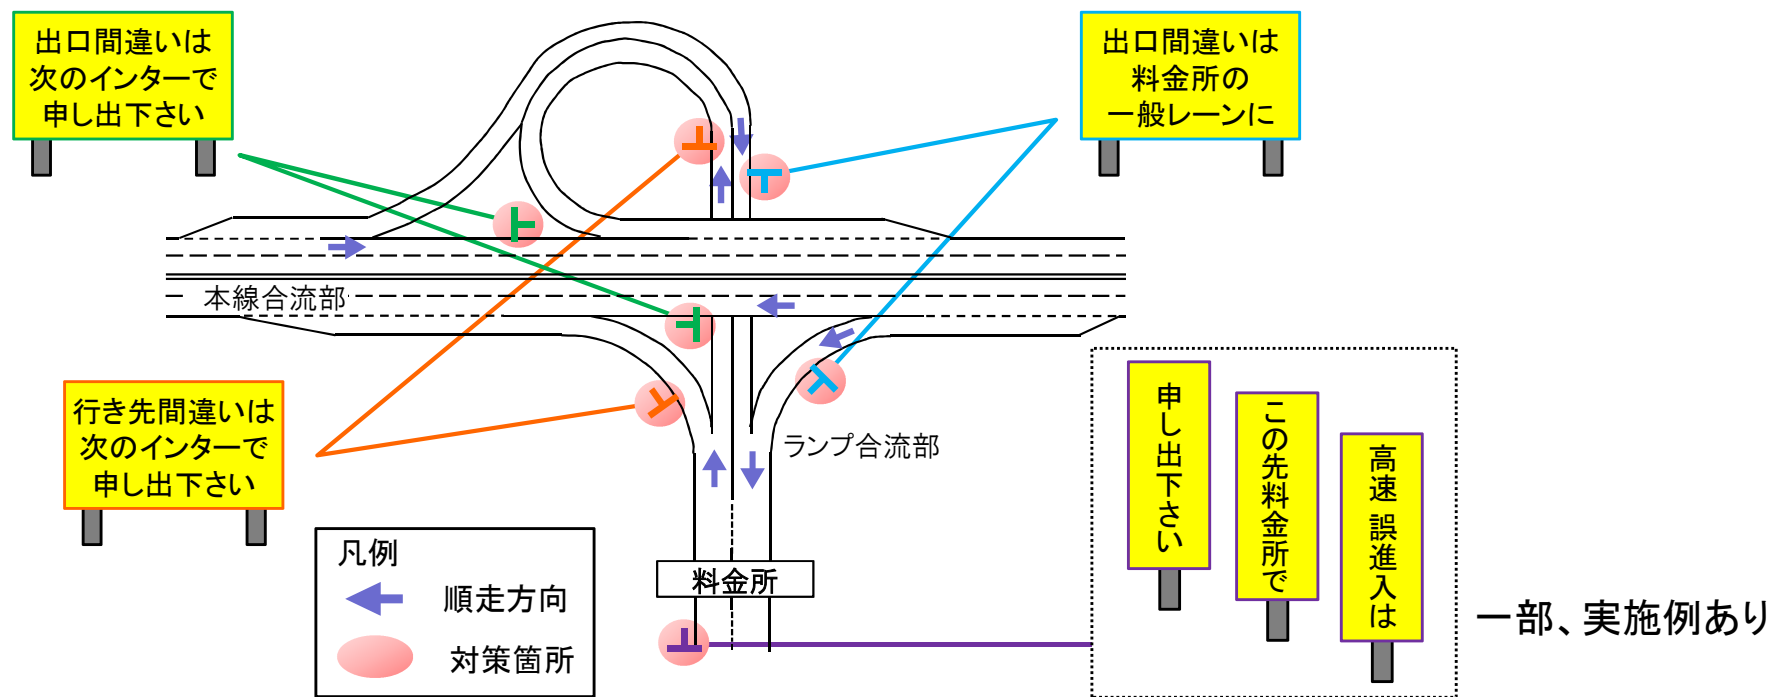 出口間違いは
次のインターで
申し出下さい
出口間違いは
料金所の
一般レーンに
本線合流部
行き先間違いは
次のインターで
申し出下さい
ランプ合流部
凡例
順走方向
対策箇所
料金所
高速 誤進入は
この先料金所で
申し出下さい
一部、実施例あり